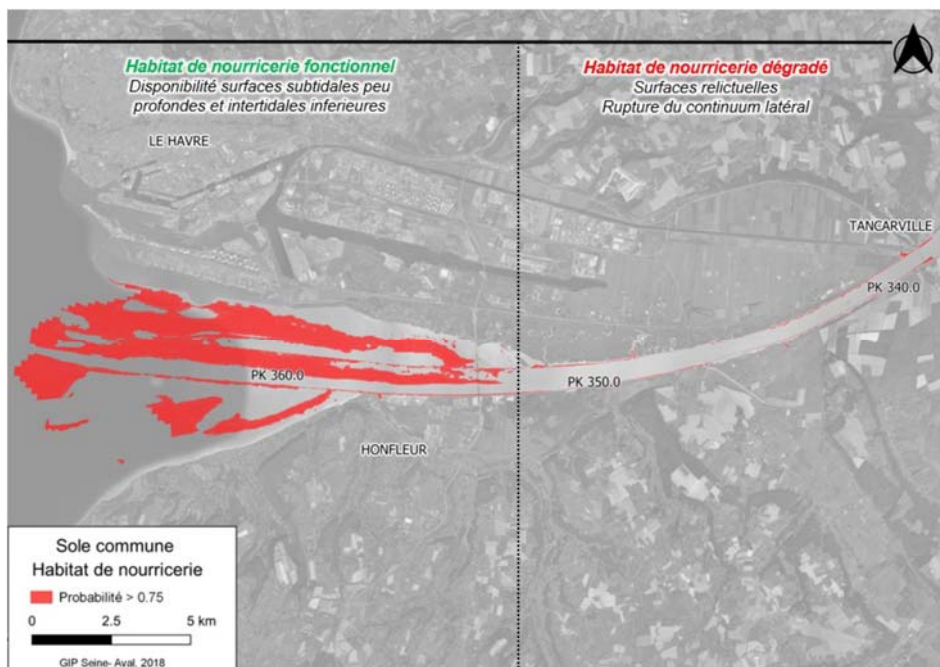 Habitat de nourricerie fonctionnel
Disponibilité surfaces subtidales peu
profondes et intertidales inferieures
Habitat de nourricerie dégradé
Surfaces relictuelles
Rupture du continuum latéral
LE HAVRE
TANCARVILLE
PK 340.0
PK 360.0
PK 350.0
HONFLEUR
Sole commune
Habitat de nourricerie
Probabilité > 0.75
0 2.5 5 km
GIP Seine- Aval, 2018